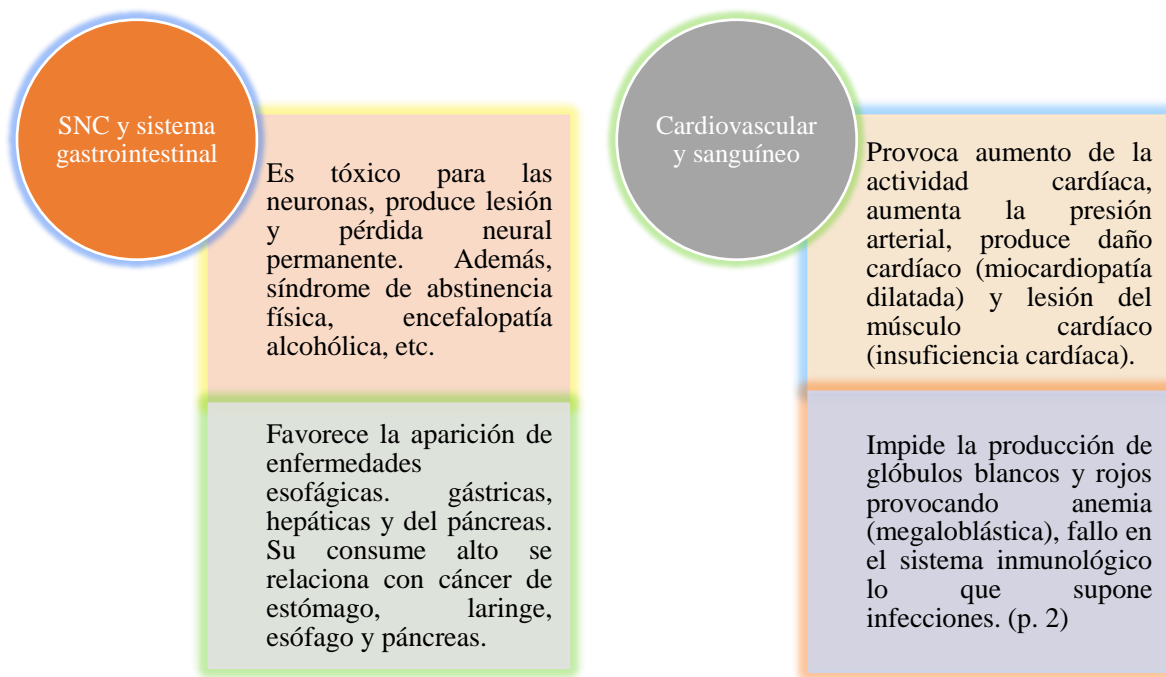 SNC y sistema
gastrointestinal
Es tóxico para las
neuronas, produce lesión
y pérdida neural
permanente. Además,
síndrome de abstinencia
física, encefalopatía
alcohólica, etc.
Favorece la aparición de
enfermedades
esofágicas. gástricas,
hepáticas y del páncreas.
Su consume alto se
relaciona con cáncer de
estómago, laringe,
esófago y páncreas.
Cardiovascular
y sanguíneo
Provoca aumento de la
actividad cardíaca,
aumenta la presión
arterial, produce daño
cardíaco (miocardiopatía
dilatada) y lesión del
músculo cardíaco
(insuficiencia cardíaca).
Impide la producción de
glóbulos blancos y rojos
provocando anemia
(megaloblástica), fallo en
el sistema inmunológico
lo que supone
infecciones. (p. 2)